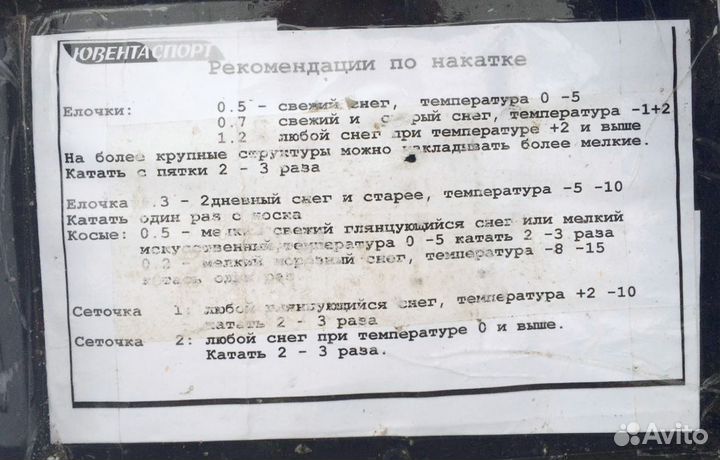 ЮВЕНТАСПОРТ
Рекомендации по накатке
Елочки: 0.5 - свежий снег, температура 0 -5
0.7 свежий и старый снег, температура -1+2
1.2 любой снег при температуре +2 и выше
На более крупные структуры можно накладывать более мелкие.
Катать с пятки 2 - 3 раза
Елочка .3 - 2дневный снег и старее, температура -5 -10
Катать один раз с носка
Косые: 0.5 - мелкий свежий глянцующийся снег или мелкий
искусственный температура 0 -5 катать 2 -3 раза
0.2 - мелкий морозный снег, температура -8 -15
катать один раз
Сеточка 1: любой глянцующийся снег, температура +2 -10
катать 2 - 3 раза
Сеточка 2: любой снег при температуре 0 и выше.
Катать 2 - 3 раза.
Avito